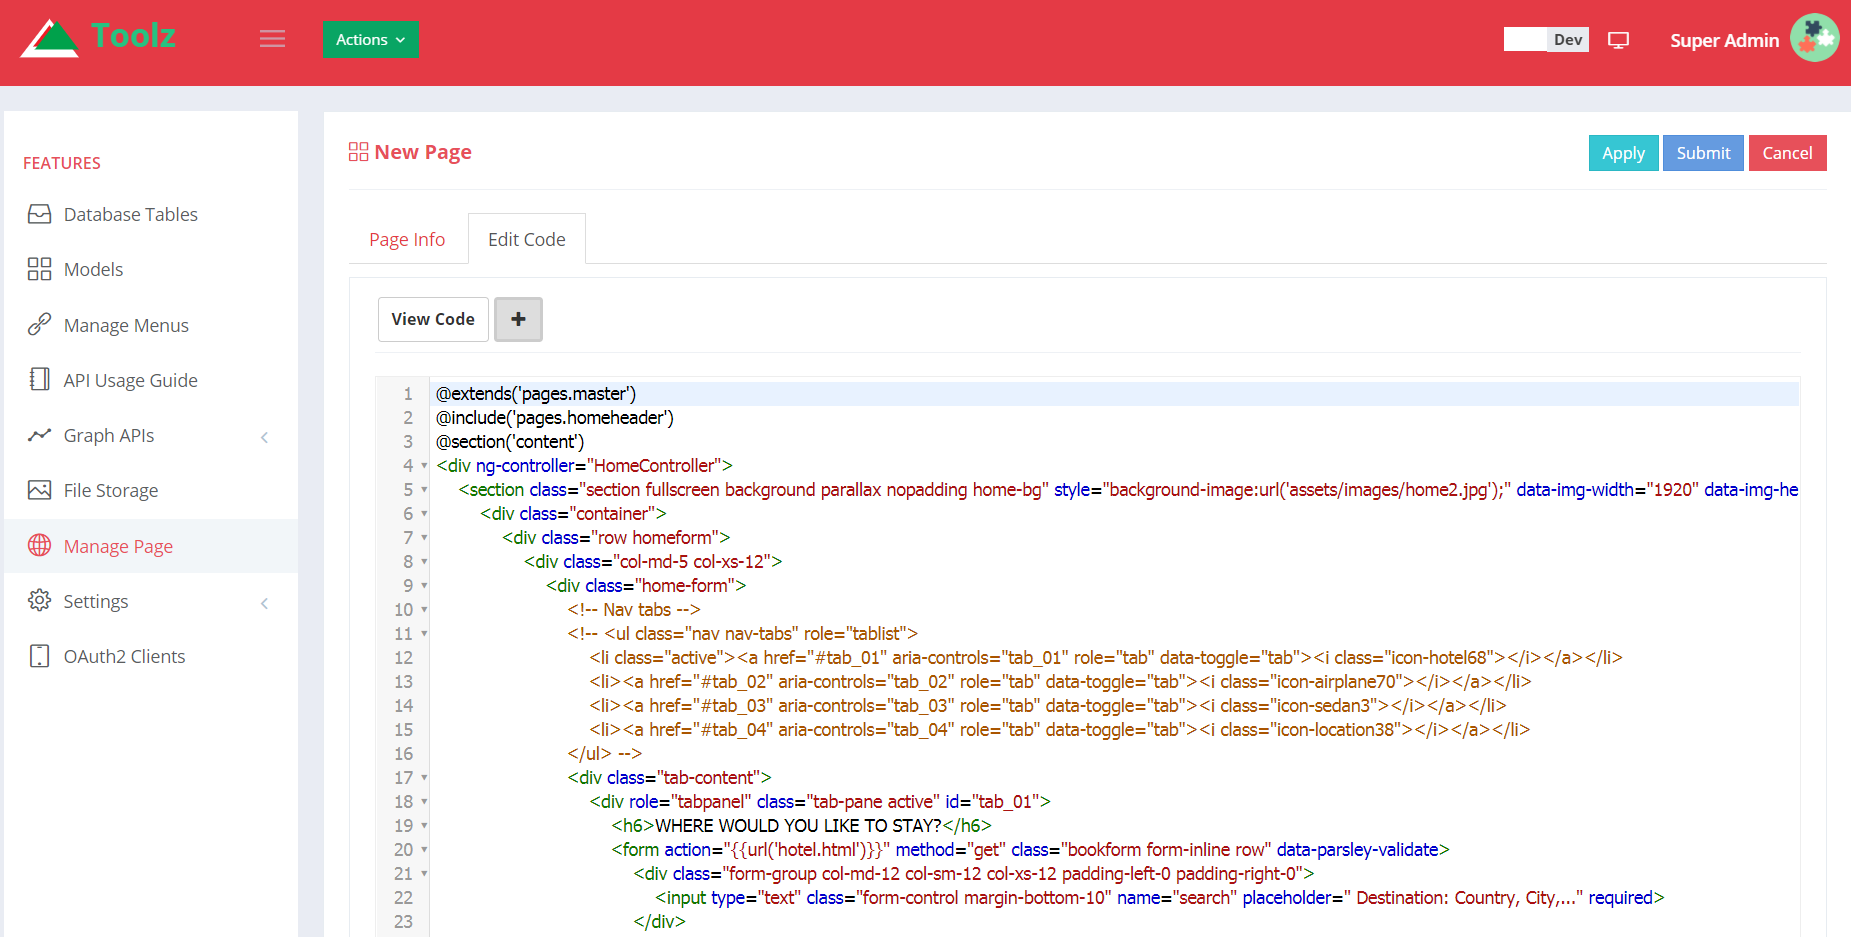 Toolz
Actions
Dev
Super Admin
FEATURES
Database Tables
Models
Manage Menus
API Usage Guide
Graph APIs
File Storage
Manage Page
Settings
OAuth2 Clients
New Page
Apply Submit Cancel
Page Info Edit Code
View Code +
1 @extends('pages.master')
2 @include('pages.homeheader')
3 @section('content')
4 <div ng-controller="HomeController">
5 <section class="section fullscreen background parallax nopadding home-bg" style="background-image:url('assets/images/home2.jpg');" data-img-width="1920" data-img-he
6 <div class="container">
7 <div class="row homeform">
8 <div class="col-md-5 col-xs-12">
9 <div class="home-form">
10 <!-- Nav tabs -->
11 <!-- <ul class="nav nav-tabs" role="tablist">
12 <li class="active"><a href="#tab_01" aria-controls="tab_01" role="tab" data-toggle="tab"><i class="icon-hotel68"></i></a></li>
13 <li><a href="#tab_02" aria-controls="tab_02" role="tab" data-toggle="tab"><i class="icon-airplane70"></i></a></li>
14 <li><a href="#tab_03" aria-controls="tab_03" role="tab" data-toggle="tab"><i class="icon-sedan3"></i></a></li>
15 <li><a href="#tab_04" aria-controls="tab_04" role="tab" data-toggle="tab"><i class="icon-location38"></i></a></li>
16 </ul> -->
17 <div class="tab-content">
18 <div role="tabpanel" class="tab-pane active" id="tab_01">
19 <h6>WHERE WOULD YOU LIKE TO STAY?</h6>
20 <form action="{{url('hotel.html')}}" method="get" class="bookform form-inline row" data-parsley-validate>
21 <div class="form-group col-md-12 col-sm-12 col-xs-12 padding-left-0 padding-right-0">
22 <input type="text" class="form-control margin-bottom-10" name="search" placeholder=" Destination: Country, City,..." required>
23 </div>